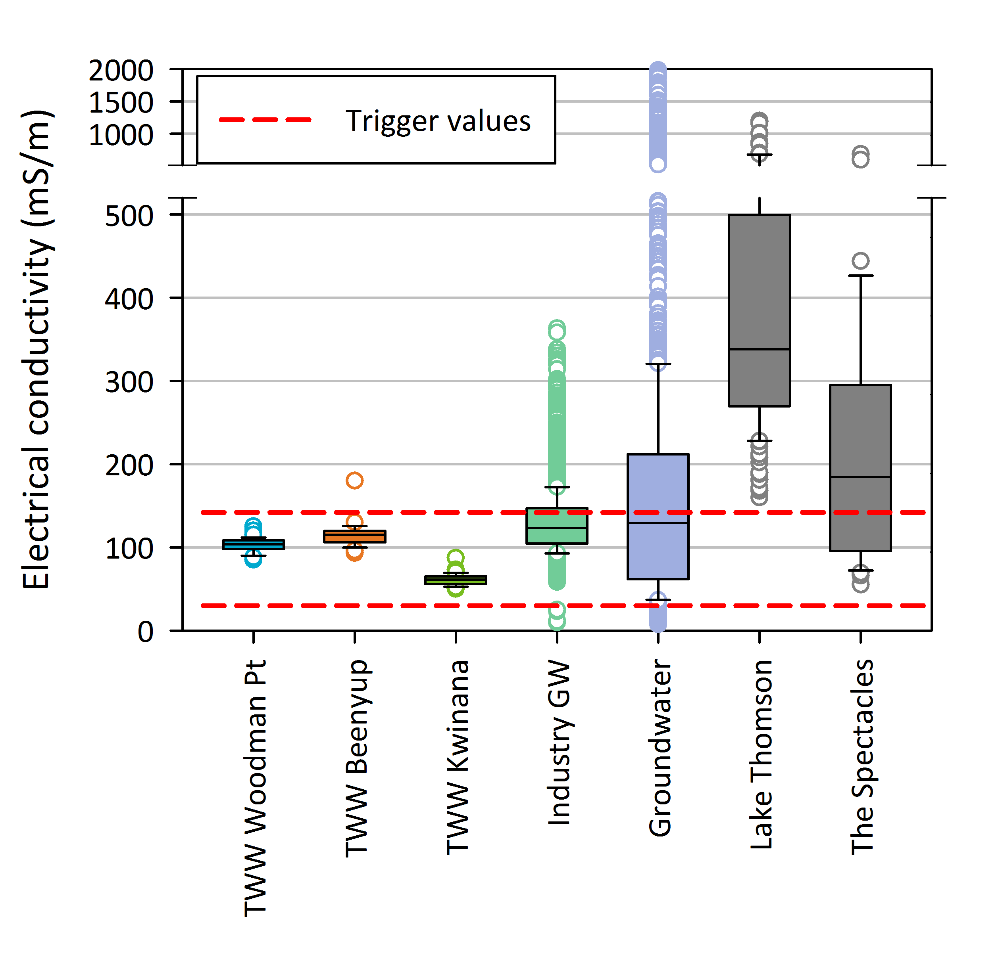 Electrical conductivity (mS/m)
2000
1500
1000
500
400
300
200
100
0
Trigger values
TWW Woodman Pt
TWW Beenyup
TWW Kwinana
Industry GW
Groundwater
Lake Thomson
The Spectacles